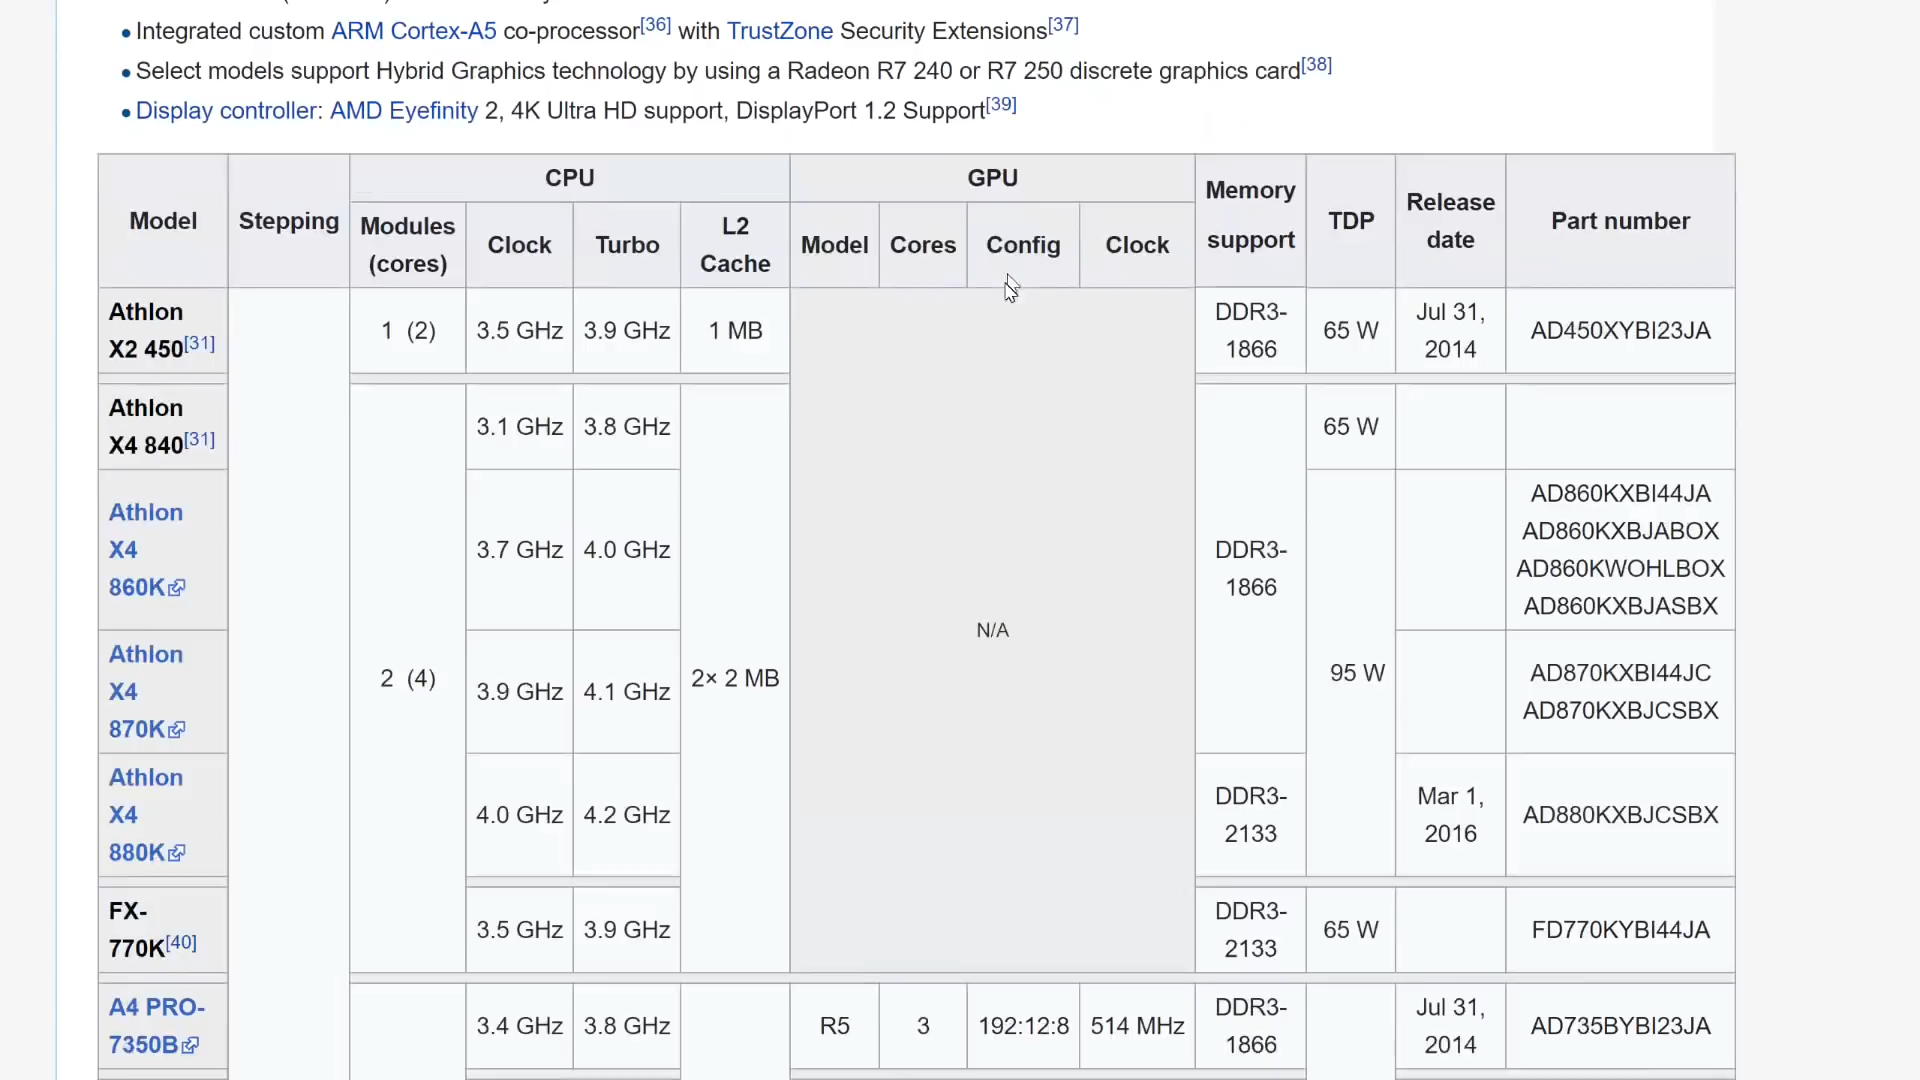 Integrated custom ARM Cortex-A5 co-processor[36] with TrustZone Security Extensions[37]
Select models support Hybrid Graphics technology by using a Radeon R7 240 or R7 250 discrete graphics card[38]
Display controller: AMD Eyefinity 2, 4K Ultra HD support, DisplayPort 1.2 Support[39]
Model
Stepping
CPU
GPU
Memory
support
TDP
Release
date
Part number
Modules
(cores)
Clock
Turbo
L2
Cache
Model
Cores
Config
Clock
Athlon
X2 450[31]
1 (2)
3.5 GHz
3.9 GHz
1 MB
N/A
DDR3-
1866
65 W
Jul 31,
2014
AD450XYBI23JA
Athlon
X4 840[31]
2 (4)
3.1 GHz
3.8 GHz
2× 2 MB
DDR3-
1866
65 W
Athlon
X4
860K
3.7 GHz
4.0 GHz
95 W
AD860KXBI44JA
AD860KXBJABOX
AD860KWOHLBOX
AD860KXBJASBX
Athlon
X4
870K
3.9 GHz
4.1 GHz
AD870KXBI44JC
AD870KXBJCSBX
Athlon
X4
880K
4.0 GHz
4.2 GHz
DDR3-
2133
Mar 1,
2016
AD880KXBJCSBX
FX-
770K[40]
3.5 GHz
3.9 GHz
DDR3-
2133
65 W
FD770KYBI44JA
A4 PRO-
7350B
3.4 GHz
3.8 GHz
R5
3
192:12:8
514 MHz
DDR3-
1866
Jul 31,
2014
AD735BYBI23JA